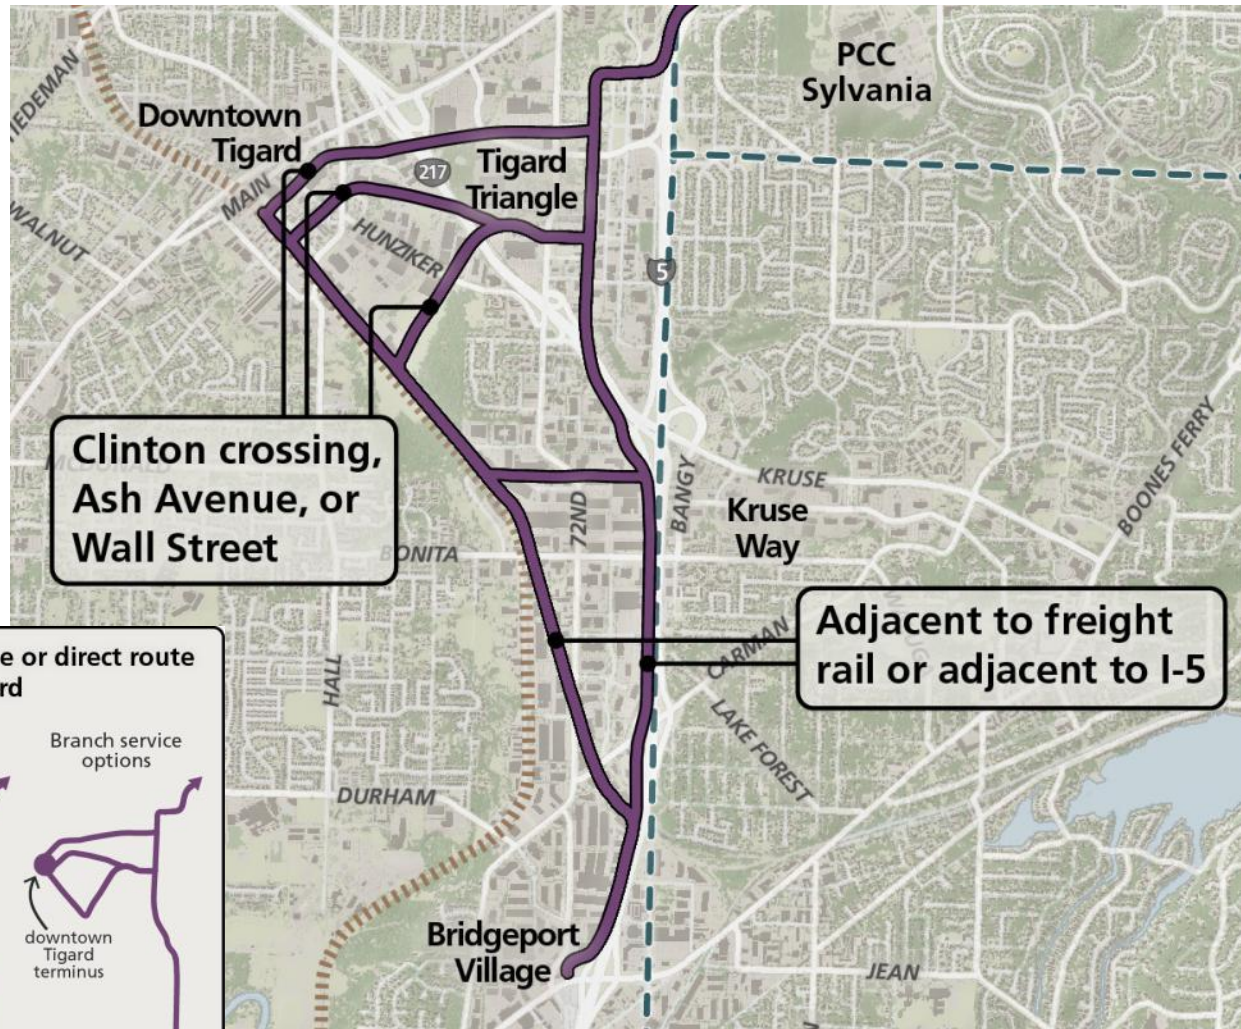 PCC
Sylvania
Downtown
Tigard
217
Tigard
Triangle
MAIN
WALNUT
HUNZIKER
5
Clinton crossing,
Ash Avenue, or
Wall Street
MCDONALD
BONITA
72ND
BANGY
KRUSE
Kruse
Way
BOONES FERRY
Adjacent to freight
rail or adjacent to I-5
CARMAN
LAKE FOREST
HALL
DURHAM
Bridgeport
Village
JEAN
e or direct route
rd
Branch service
options
downtown
Tigard
terminus